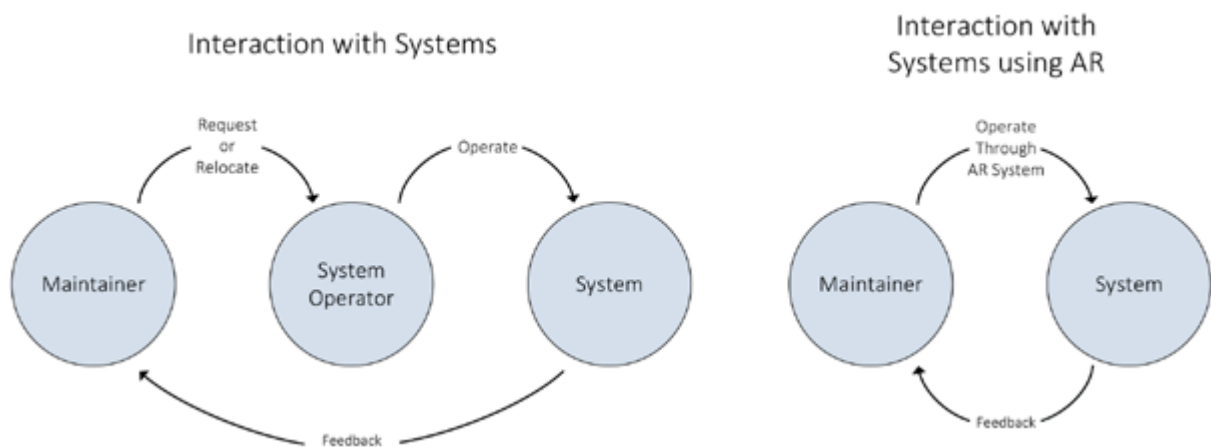 Interaction with Systems
Request
or
Relocate
Operate
Maintainer
System
Operator
System
Feedback
Interaction with
Systems using AR
Operate
Through
AR System
Maintainer
System
Feedback